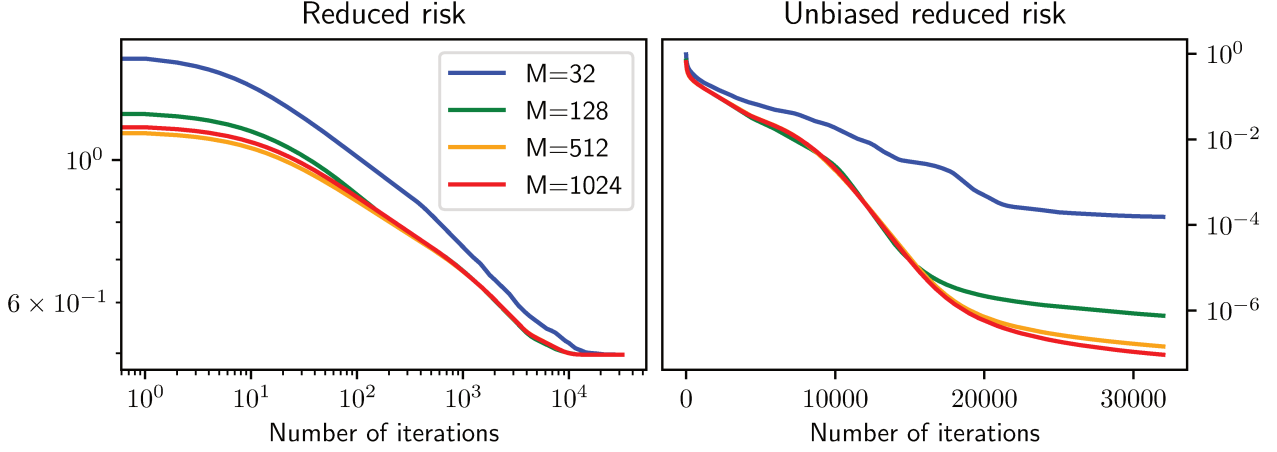 Reduced risk
10^0
6 × 10^{-1}
M=32
M=128
M=512
M=1024
10^0 10^1 10^2 10^3 10^4
Number of iterations
Unbiased reduced risk
10^0
10^{-2}
10^{-4}
10^{-6}
0 10000 20000 30000
Number of iterations